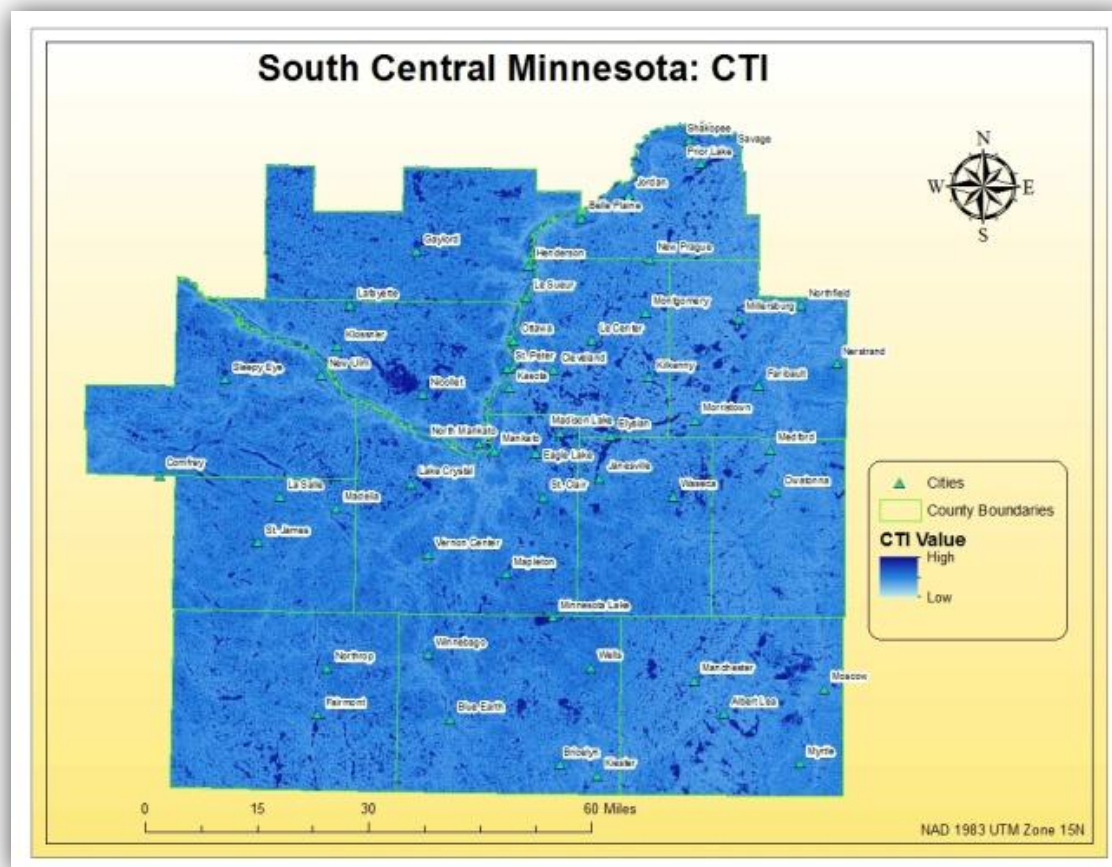 South Central Minnesota: CTI
N
W E
S
Shakopee
Savage
Prior Lake
Jordan
Belle Plaine
Gaylord
Henderson
New Prague
Le Sueur
Lafayette
Montgomery
Millersburg
Northfield
Klossner
Ottawa
Le Center
Nerstrand
Sleepy Eye
New Ulm
St. Peter
Cleveland
Kilkenny
Faribault
Nicollet
Kasota
Morristown
North Mankato
Mankato
Madison Lake
Elysian
Medford
Eagle Lake
Comfrey
Lake Crystal
Janesville
La Salle
Madelia
St. Clair
Waseca
Owatonna
St. James
Vernon Center
Mapleton
Minnesota Lake
Northrop
Winnebago
Wells
Manchester
Moscow
Fairmont
Blue Earth
Albert Lea
Bricelyn
Kiester
Myrtle
Cities
County Boundaries
CTI Value
High
Low
0 15 30 60 Miles
NAD 1983 UTM Zone 15N